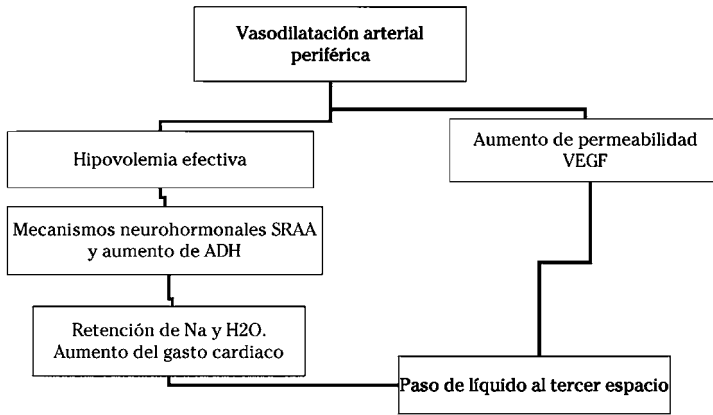 Vasodilatación arterial
periférica
Hipovolemia efectiva
Aumento de permeabilidad
VEGF
Mecanismos neurohormonales SRAA
y aumento de ADH
Retención de Na y H2O.
Aumento del gasto cardiaco
Paso de líquido al tercer espacio